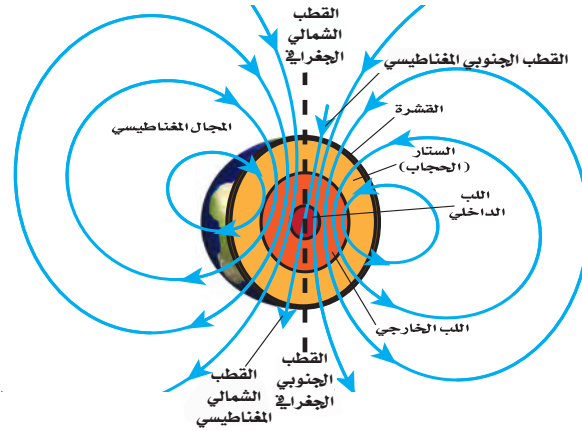 القطب
الشمالي
الجغرافي
القطب الجنوبي المغناطيسي
القشرة
المجال المغناطيسي
الستار
(الحجاب)
اللب
الداخلي
اللب الخارجي
القطب
الجنوبي
الجغرافي
القطب
الشمالي
المغناطيسي